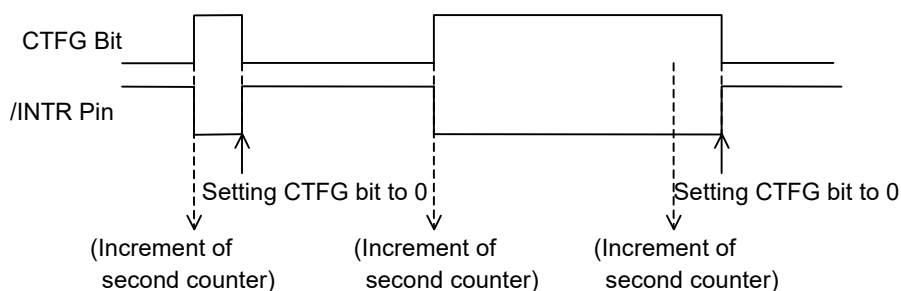 CTFG Bit
/INTR Pin
Setting CTFG bit to 0
Setting CTFG bit to 0
(Increment of
second counter)
(Increment of
second counter)
(Increment of
second counter)